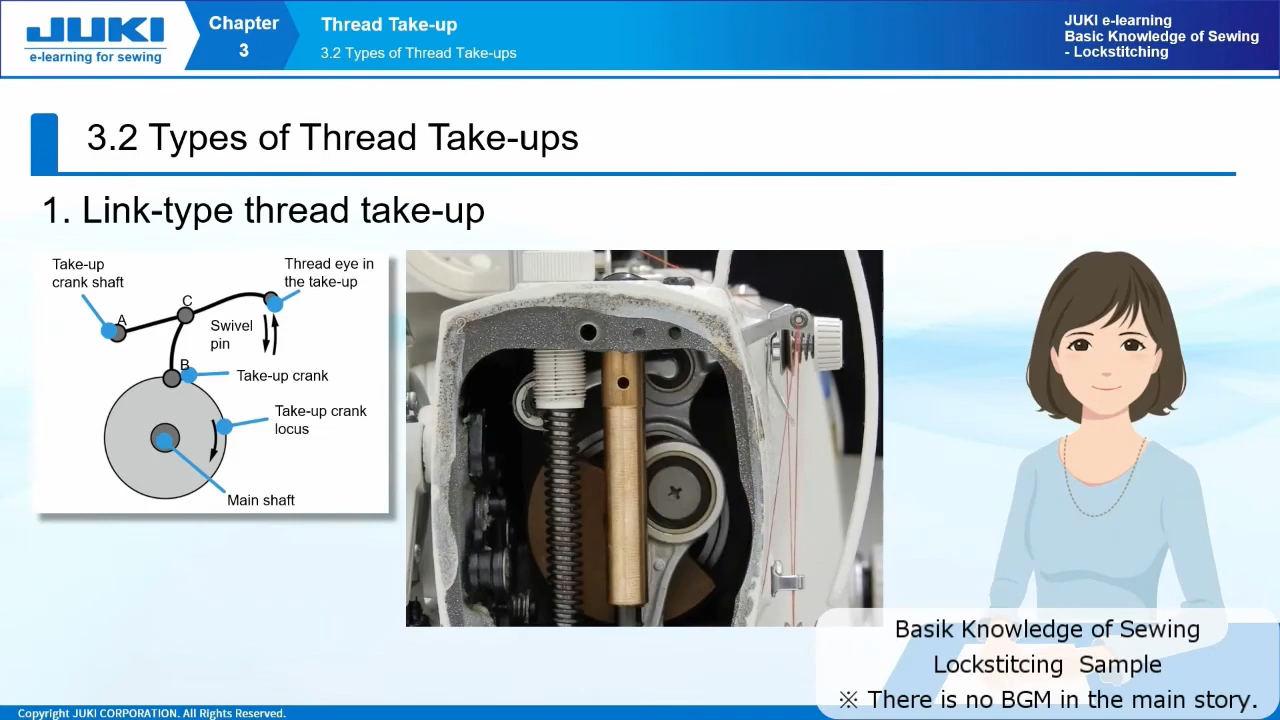 JUKI
e-learning for sewing
Chapter
3
Thread Take-up
3.2 Types of Thread Take-ups
JUKI e-learning
Basic Knowledge of Sewing
- Lockstitching
3.2 Types of Thread Take-ups
1. Link-type thread take-up
Take-up
crank shaft
Thread eye in
the take-up
A
C
Swivel
pin
B
Take-up crank
Take-up crank
locus
Main shaft
Basik Knowledge of Sewing
Lockstitcing Sample
※ There is no BGM in the main story.
Copyright JUKI CORPORATION. All Rights Reserved.